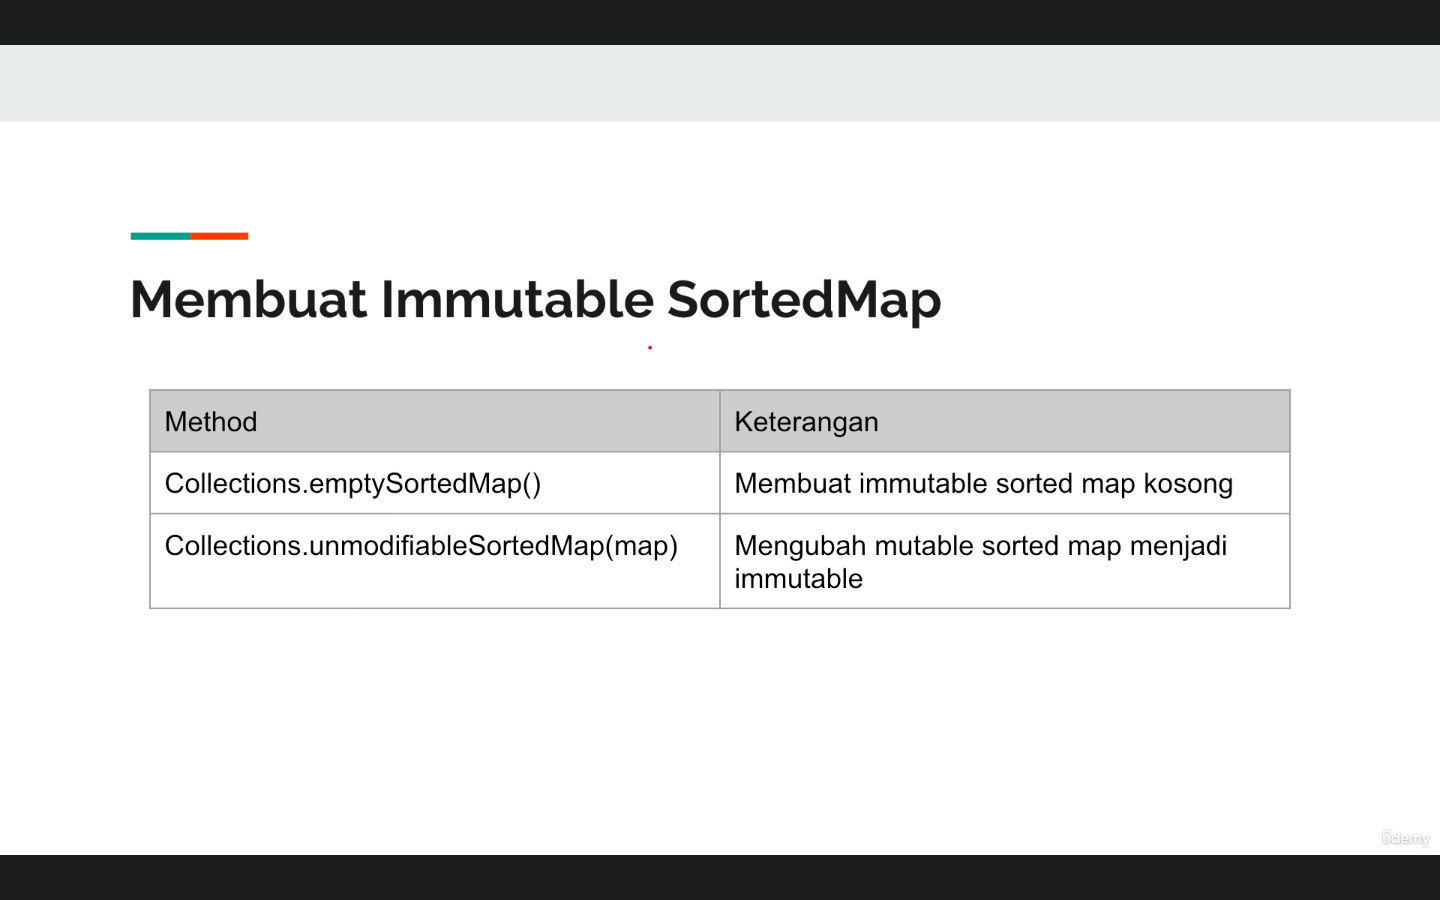 Membuat Immutable SortedMap
Method
Keterangan
Collections.emptySortedMap()
Membuat immutable sorted map kosong
Collections.unmodifiableSortedMap(map)
Mengubah mutable sorted map menjadi
immutable
ûdemy